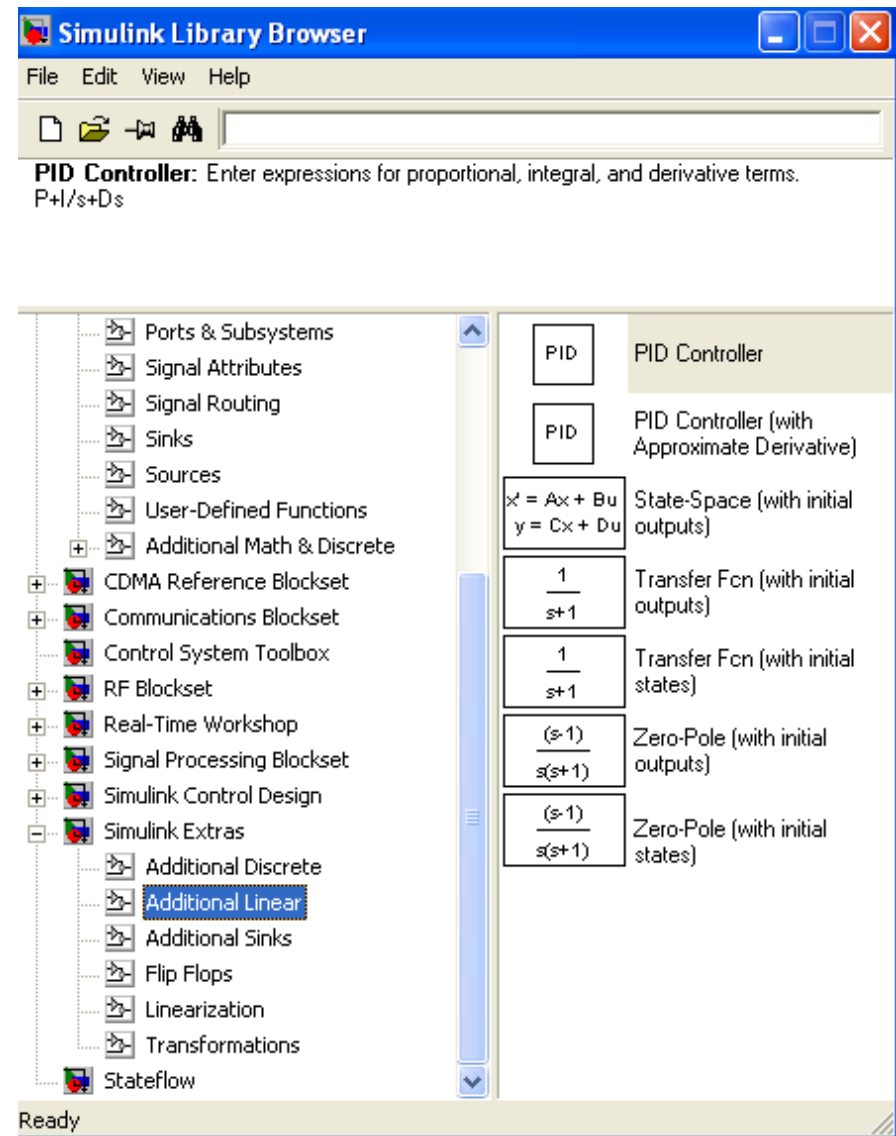 Simulink Library Browser
File Edit View Help
PID Controller: Enter expressions for proportional, integral, and derivative terms.
P+I/s+Ds
Ports & Subsystems
Signal Attributes
Signal Routing
Sinks
Sources
User-Defined Functions
Additional Math & Discrete
CDMA Reference Blockset
Communications Blockset
Control System Toolbox
RF Blockset
Real-Time Workshop
Signal Processing Blockset
Simulink Control Design
Simulink Extras
Additional Discrete
Additional Linear
Additional Sinks
Flip Flops
Linearization
Transformations
Stateflow
PID
PID Controller
PID
PID Controller (with
Approximate Derivative)
x' = Ax + Bu
y = Cx + Du
State-Space (with initial
outputs)
1
s+1
Transfer Fcn (with initial
outputs)
1
s+1
Transfer Fcn (with initial
states)
(s-1)
s(s+1)
Zero-Pole (with initial
outputs)
(s-1)
s(s+1)
Zero-Pole (with initial
states)
Ready